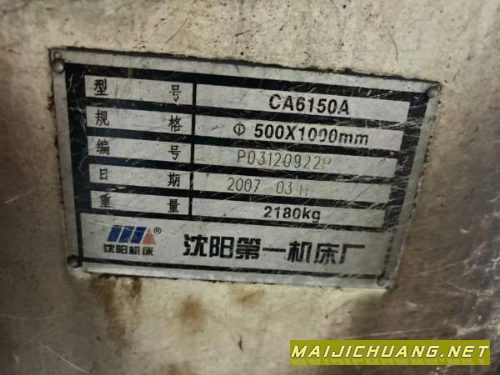 型 号 CA6150A
规 格 Φ 500X1000mm
编 号 P03120922
日 期 2007 03
重 量 2180kg
沈阳机床® 沈阳第一机床厂
MAIJICHUANG.NET